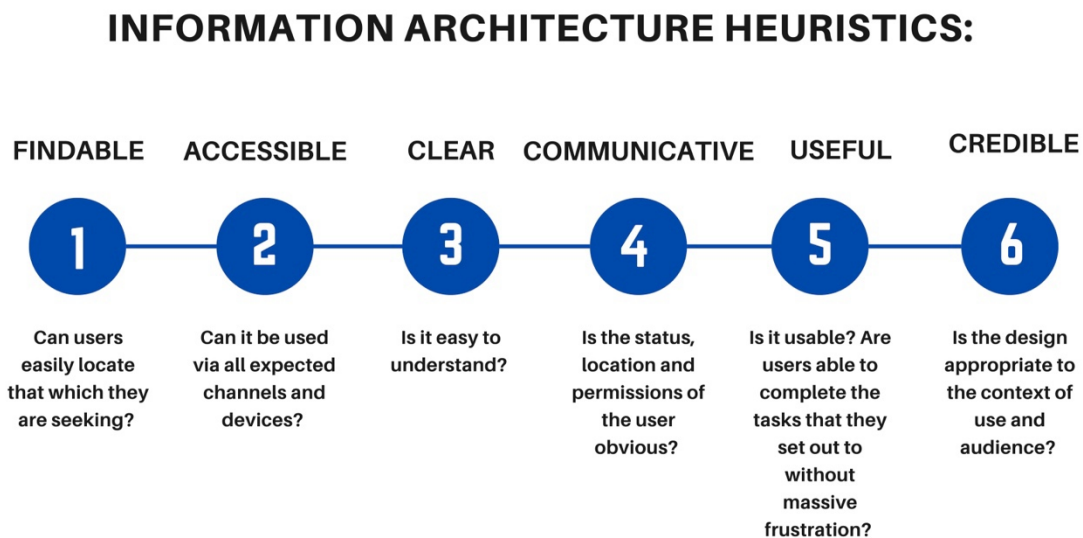 INFORMATION ARCHITECTURE HEURISTICS:
FINDABLE
1
Can users
easily locate
that which they
are seeking?
ACCESSIBLE
2
Can it be used
via all expected
channels and
devices?
CLEAR
3
Is it easy to
understand?
COMMUNICATIVE
4
Is the status,
location and
permissions of
the user
obvious?
USEFUL
5
Is it usable? Are
users able to
complete the
tasks that they
set out to
without
massive
frustration?
CREDIBLE
6
Is the design
appropriate to
the context of
use and
audience?